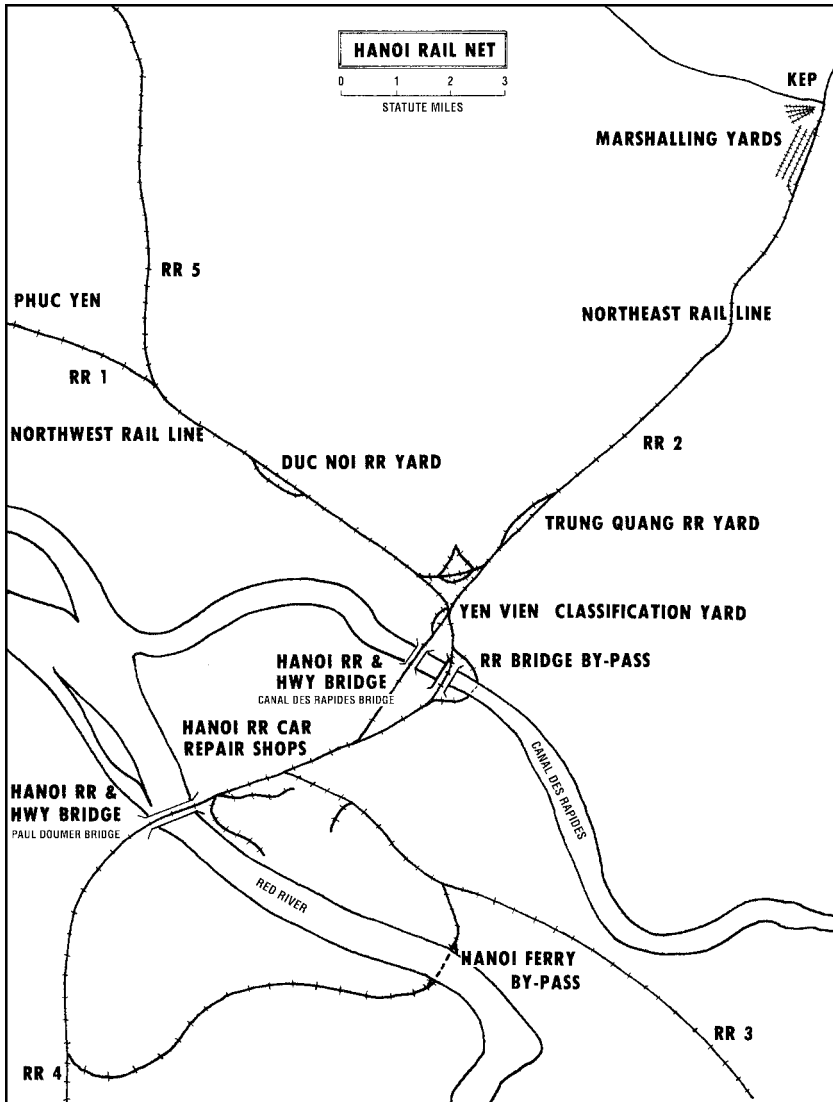 HANOI RAIL NET
0 1 2 3
STATUTE MILES
KEP
MARSHALLING YARDS
RR 5
PHUC YEN
NORTHEAST RAIL LINE
RR 1
NORTHWEST RAIL LINE
RR 2
DUC NOI RR YARD
TRUNG QUANG RR YARD
YEN VIEN CLASSIFICATION YARD
HANOI RR &
HWY BRIDGE
CANAL DES RAPIDES BRIDGE
RR BRIDGE BY-PASS
HANOI RR CAR
REPAIR SHOPS
CANAL DES RAPIDES
HANOI RR &
HWY BRIDGE
PAUL DOUMER BRIDGE
RED RIVER
HANOI FERRY
BY-PASS
RR 3
RR 4